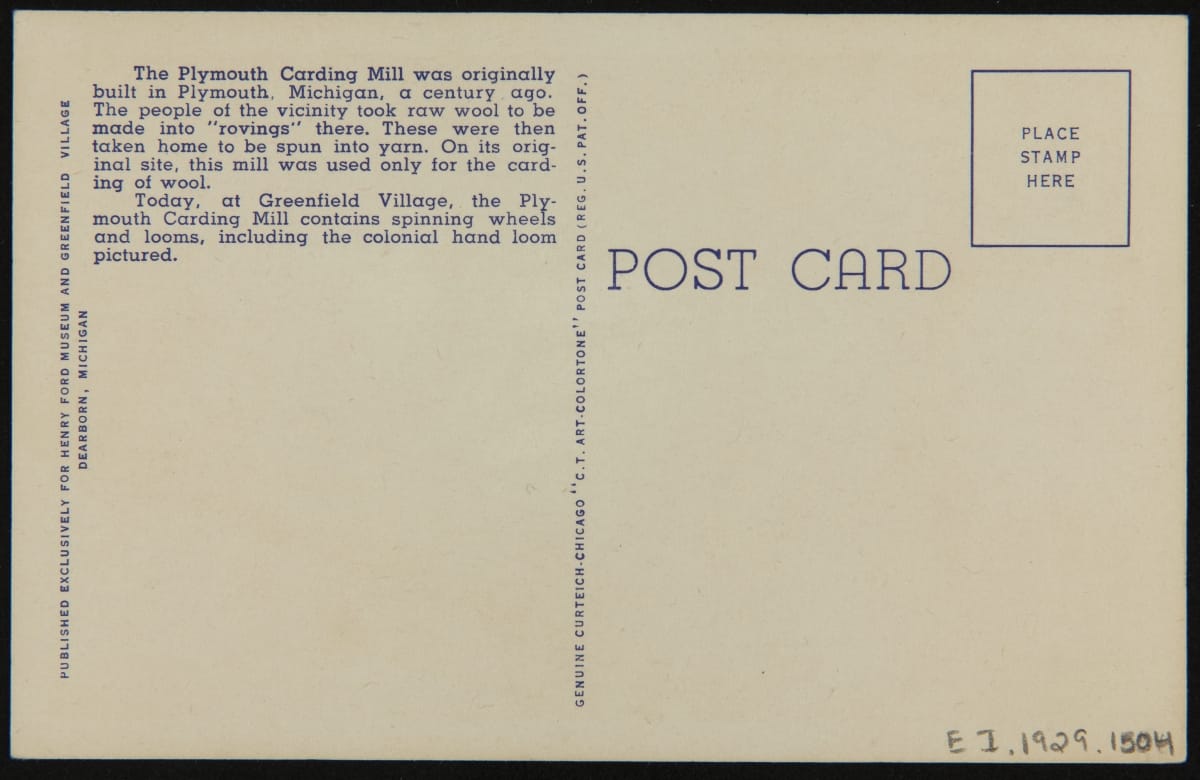 The Plymouth Carding Mill was originally
built in Plymouth, Michigan, a century ago.
The people of the vicinity took raw wool to be
made into "rovings" there. These were then
taken home to be spun into yarn. On its orig-
inal site, this mill was used only for the card-
ing of wool.
Today, at Greenfield Village, the Ply-
mouth Carding Mill contains spinning wheels
and looms, including the colonial hand loom
pictured.
PUBLISHED EXCLUSIVELY FOR HENRY FORD MUSEUM AND GREENFIELD VILLAGE
DEARBORN, MICHIGAN
GENUINE CURTEICH-CHICAGO "C.T. ART-COLORTONE" POST CARD (REG. U.S. PAT. OFF.)
POST CARD
PLACE
STAMP
HERE
E I. 1929. 1504